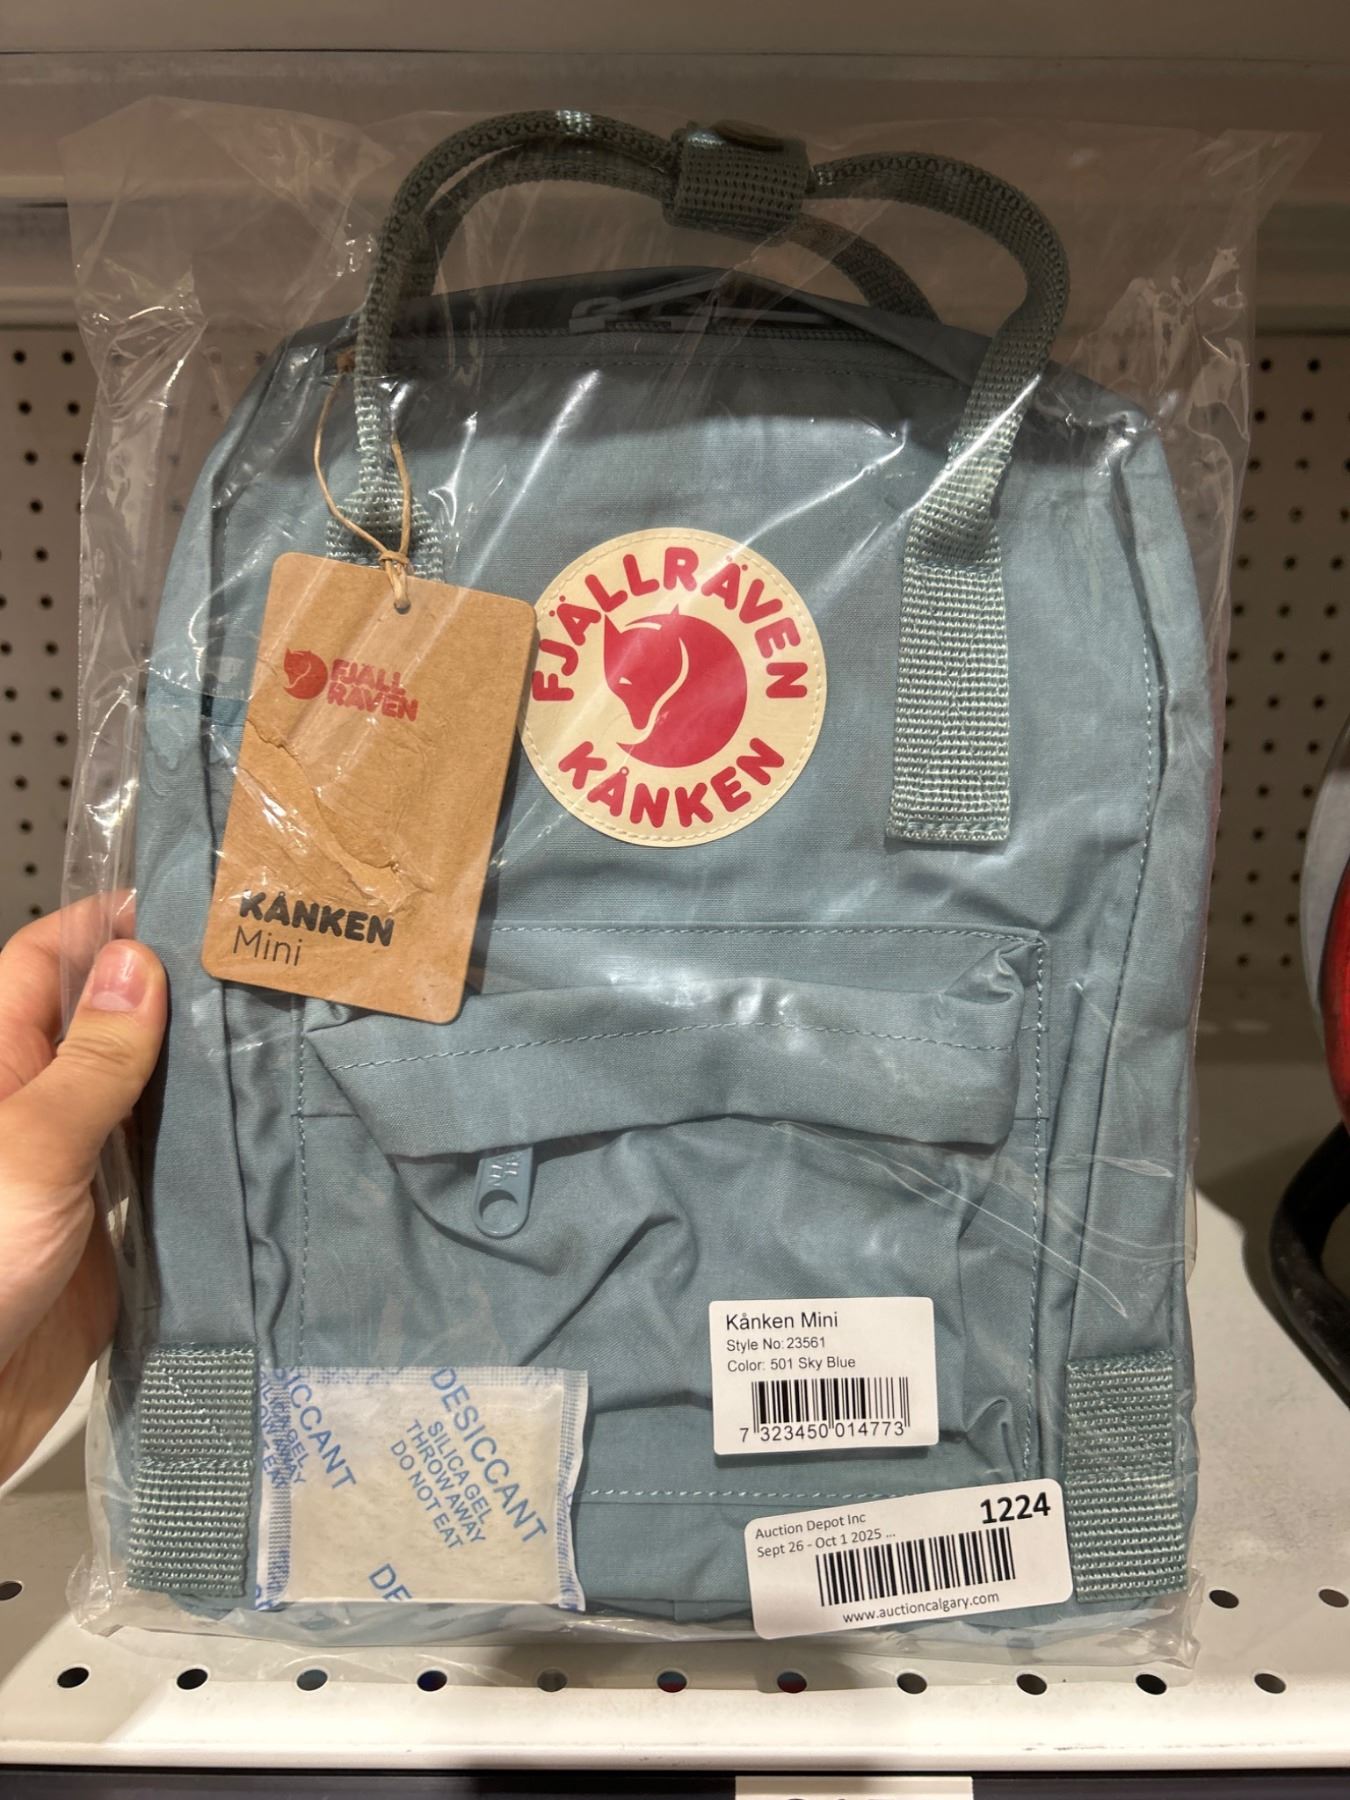 FJÄLLRÄVEN
KÅNKEN
FJÄLL
RÄVEN
KÅNKEN
Mini
Kånken Mini
Style No: 23561
Color: 501 Sky Blue
7 323450 014773
DESICCANT
SILICA GEL
THROW AWAY
DO NOT EAT
1224
Auction Depot Inc
Sept 26 - Oct 1 2025 ...
www.auctioncalgary.com